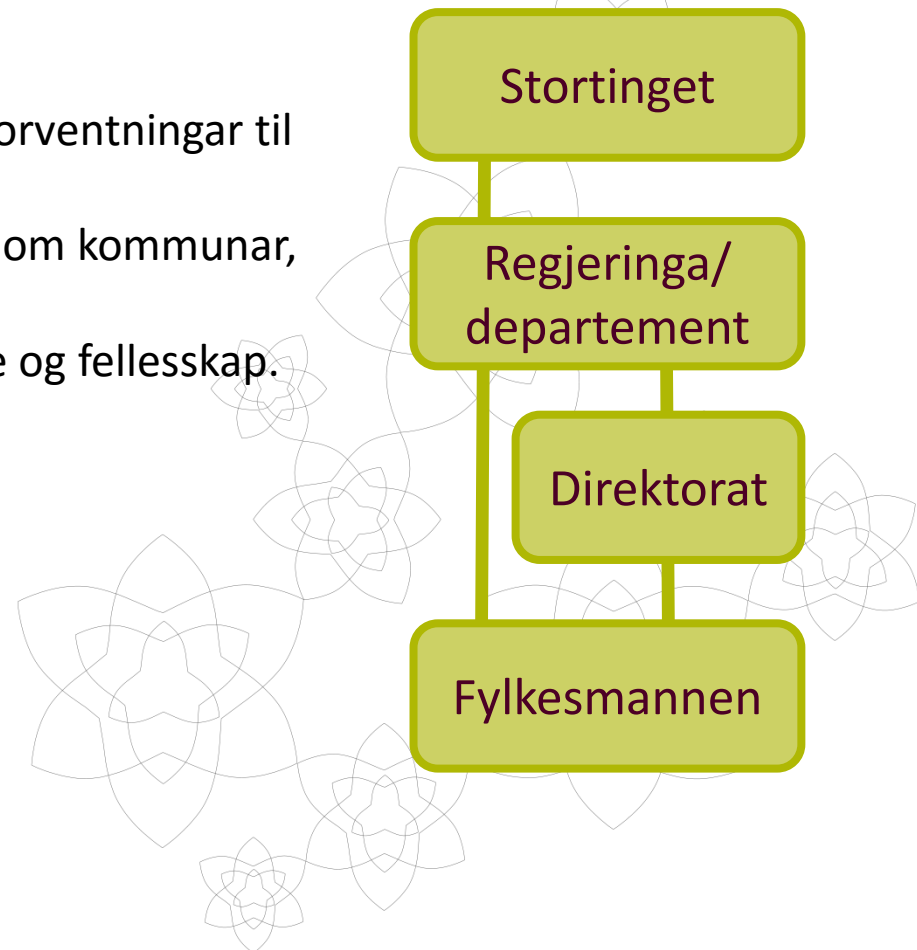 orventningar til
om kommunar,
e og fellesskap.
Stortinget
Regjeringa/
departement
Direktorat
Fylkesmannen